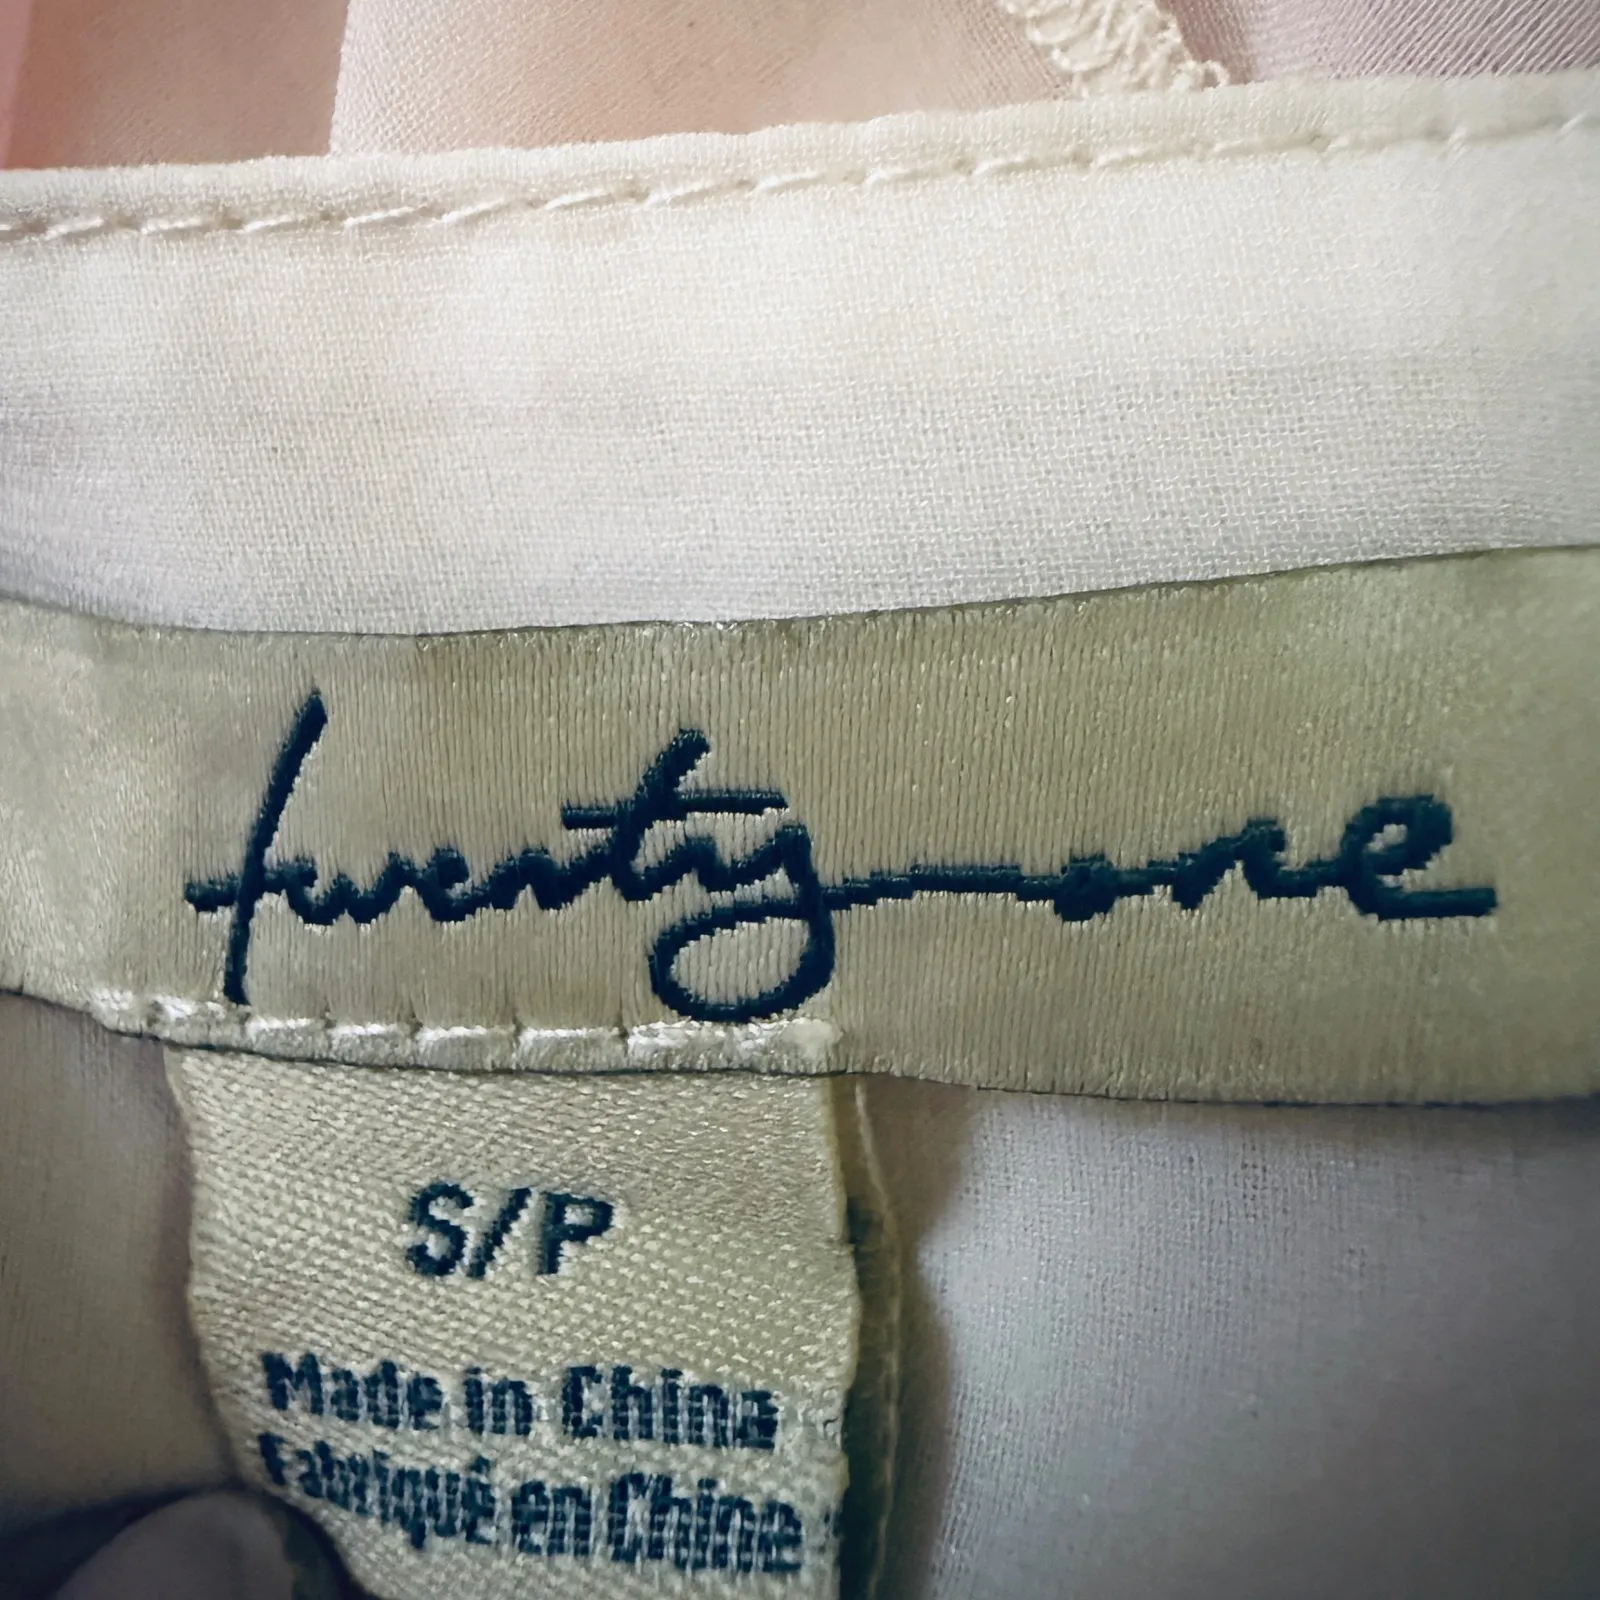 twenty one
S/P
Made in China
Fabriqué en Chine